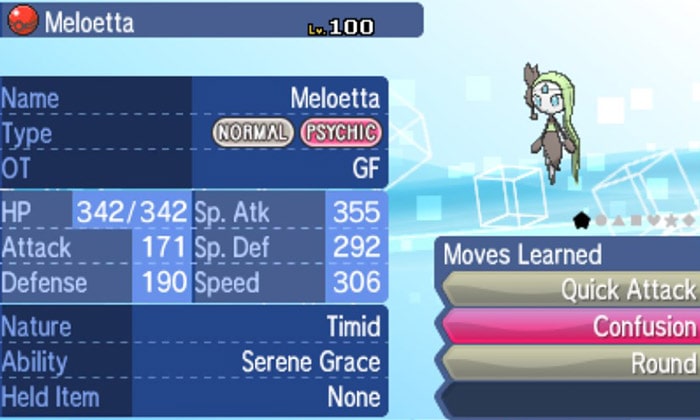 Meloetta Lv.100
Name Meloetta
Type NORMAL PSYCHIC
OT GF
HP 342/342 Sp. Atk 355
Attack 171 Sp. Def 292
Defense 190 Speed 306
Nature Timid
Ability Serene Grace
Held Item None
Moves Learned
Quick Attack
Confusion
Round